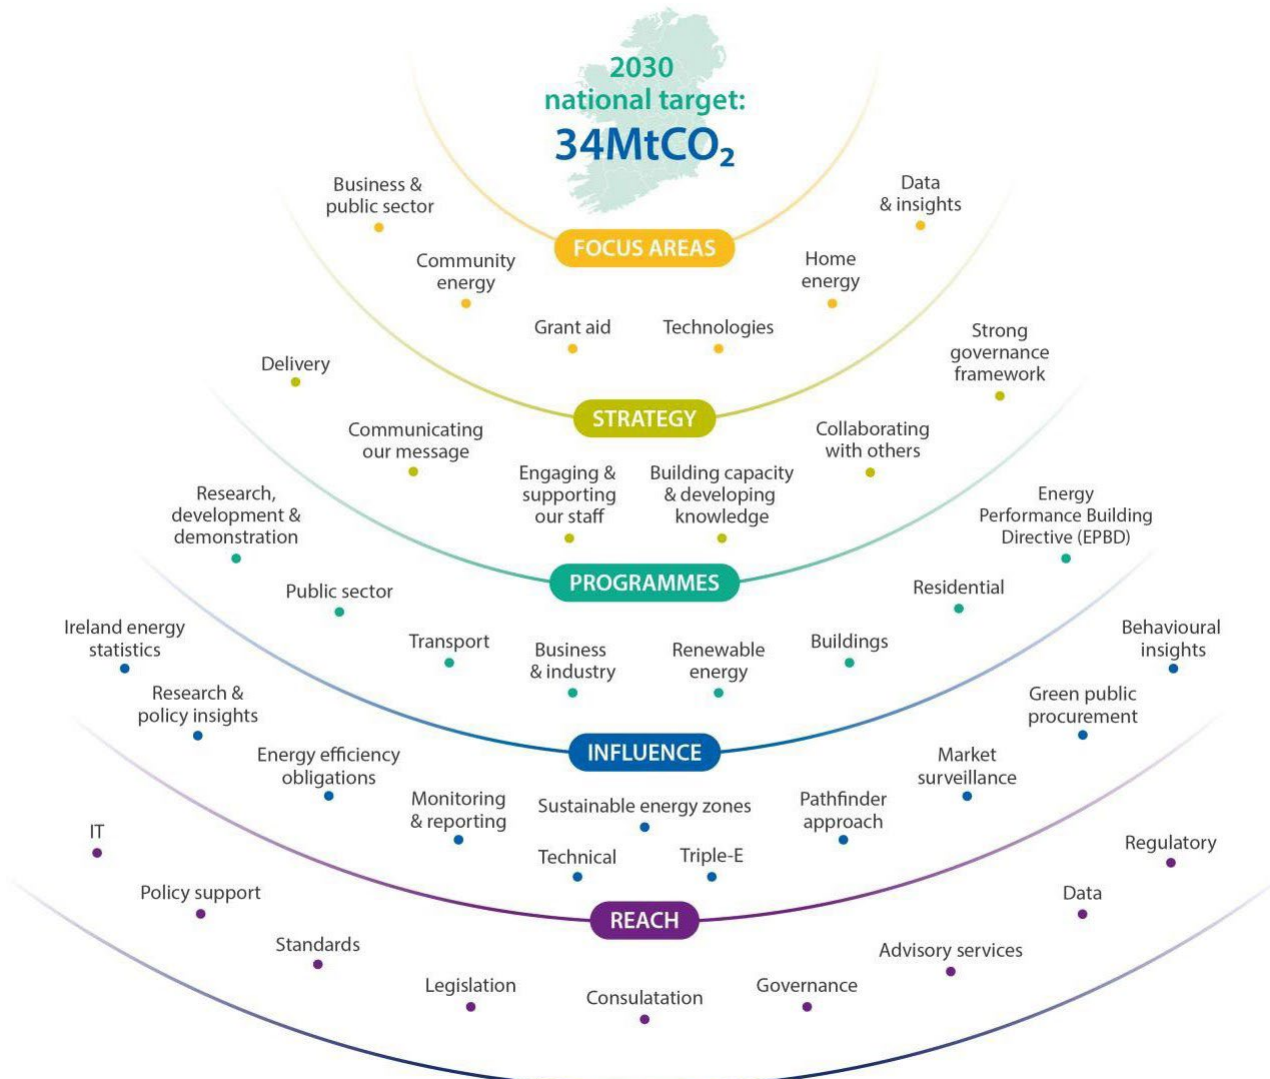 2030
national target:
34MtCO₂
FOCUS AREAS
Business &
public sector
Community
energy
Grant aid
Technologies
Home
energy
Data
& insights
STRATEGY
Delivery
Communicating
our message
Engaging &
supporting
our staff
Building capacity
& developing
knowledge
Collaborating
with others
Strong
governance
framework
PROGRAMMES
Research,
development &
demonstration
Public sector
Transport
Business
& industry
Renewable
energy
Buildings
Residential
Energy
Performance Building
Directive (EPBD)
INFLUENCE
Ireland energy
statistics
Research &
policy insights
Energy efficiency
obligations
Monitoring
& reporting
Sustainable energy zones
Technical
Triple-E
Pathfinder
approach
Market
surveillance
Green public
procurement
Behavioural
insights
REACH
IT
Policy support
Standards
Legislation
Consulatation
Governance
Advisory services
Data
Regulatory